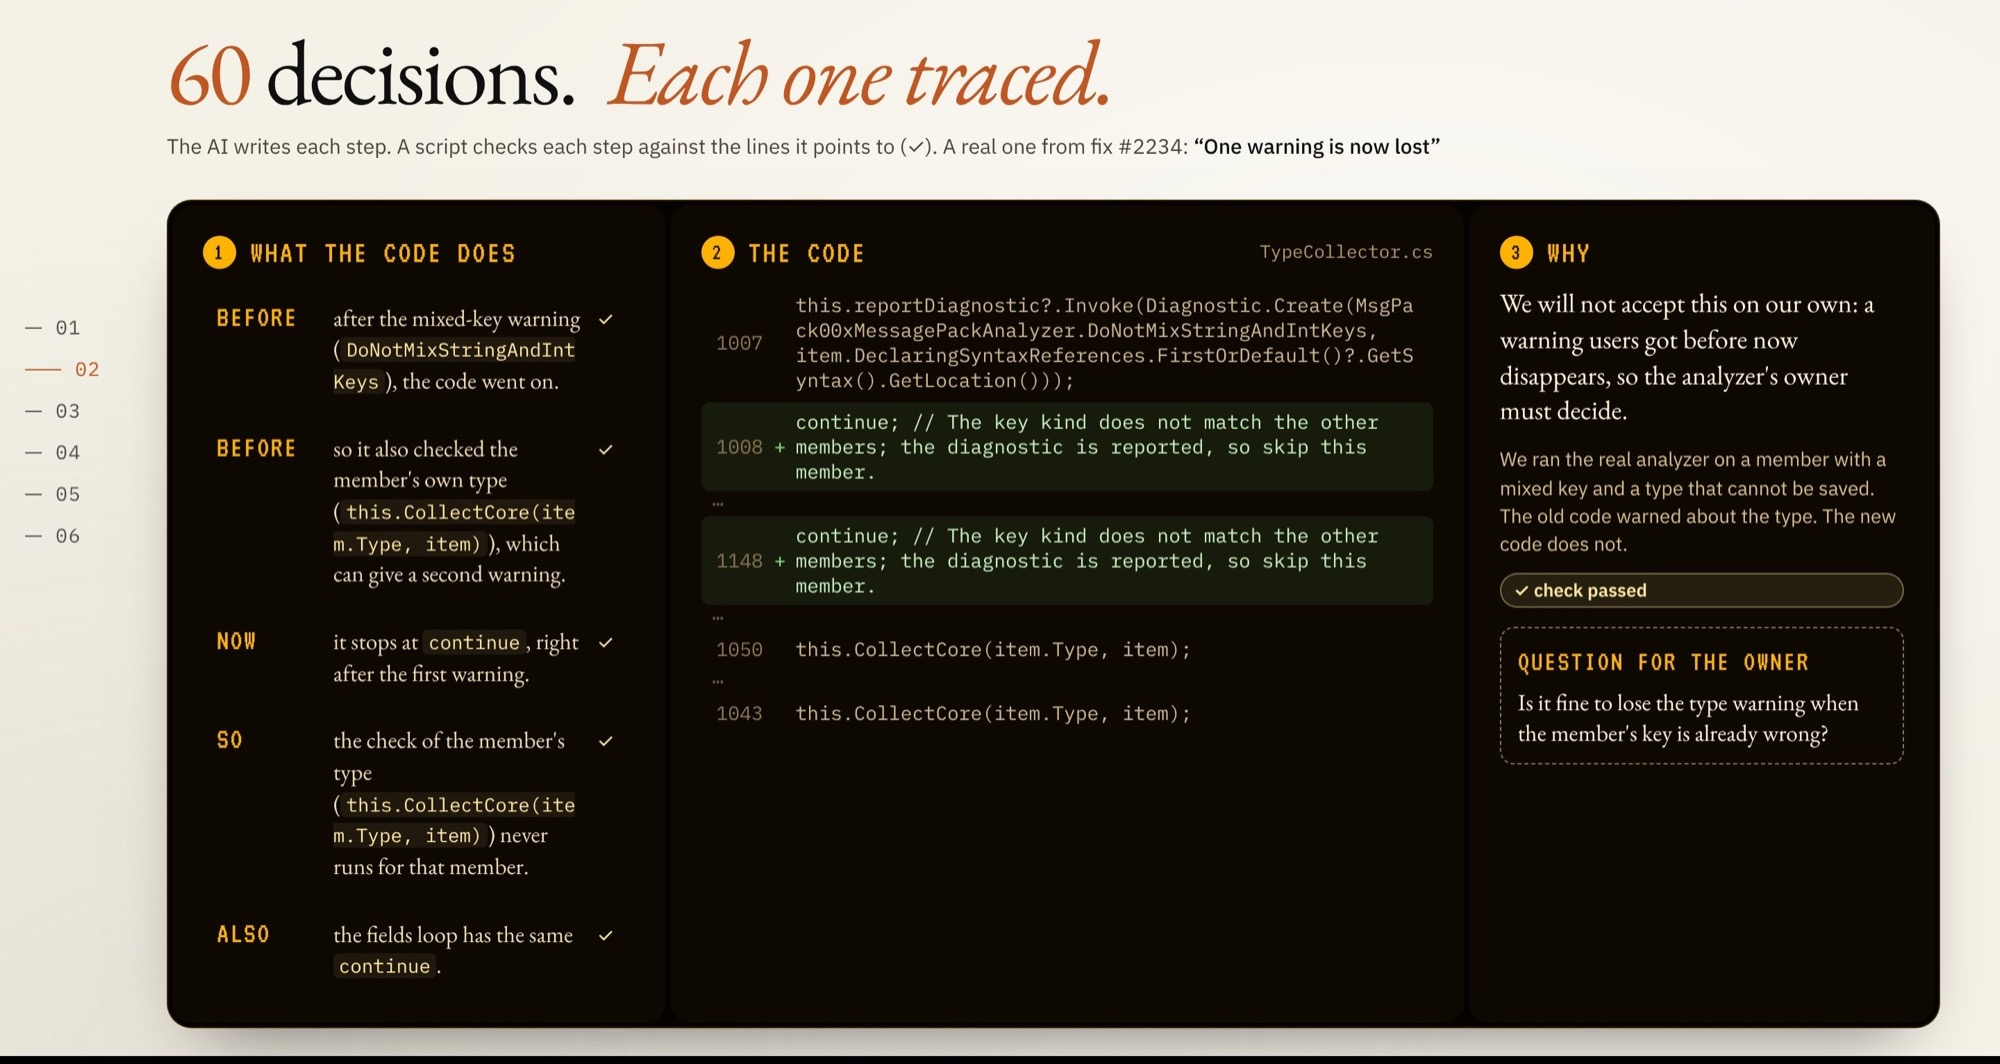 60 decisions. Each one traced.
The AI writes each step. A script checks each step against the lines it points to (✓). A real one from fix #2234: “One warning is now lost”
— 01
— 02
— 03
— 04
— 05
— 06
1 WHAT THE CODE DOES
BEFORE after the mixed-key warning ✓
(DoNotMixStringAndInt
Keys), the code went on.
BEFORE so it also checked the ✓
member's own type
(this.CollectCore(ite
m.Type, item)), which
can give a second warning.
NOW it stops at continue, right ✓
after the first warning.
SO the check of the member's ✓
type
(this.CollectCore(ite
m.Type, item)) never
runs for that member.
ALSO the fields loop has the same ✓
continue.
2 THE CODE TypeCollector.cs
this.reportDiagnostic?.Invoke(Diagnostic.Create(MsgPa
ck00xMessagePackAnalyzer.DoNotMixStringAndIntKeys,
1007 item.DeclaringSyntaxReferences.FirstOrDefault()?.GetS
yntax().GetLocation()));
continue; // The key kind does not match the other
1008 + members; the diagnostic is reported, so skip this
member.
…
continue; // The key kind does not match the other
1148 + members; the diagnostic is reported, so skip this
member.
…
1050 this.CollectCore(item.Type, item);
…
1043 this.CollectCore(item.Type, item);
3 WHY
We will not accept this on our own: a
warning users got before now
disappears, so the analyzer's owner
must decide.
We ran the real analyzer on a member with a
mixed key and a type that cannot be saved.
The old code warned about the type. The new
code does not.
✓ check passed
QUESTION FOR THE OWNER
Is it fine to lose the type warning when
the member's key is already wrong?